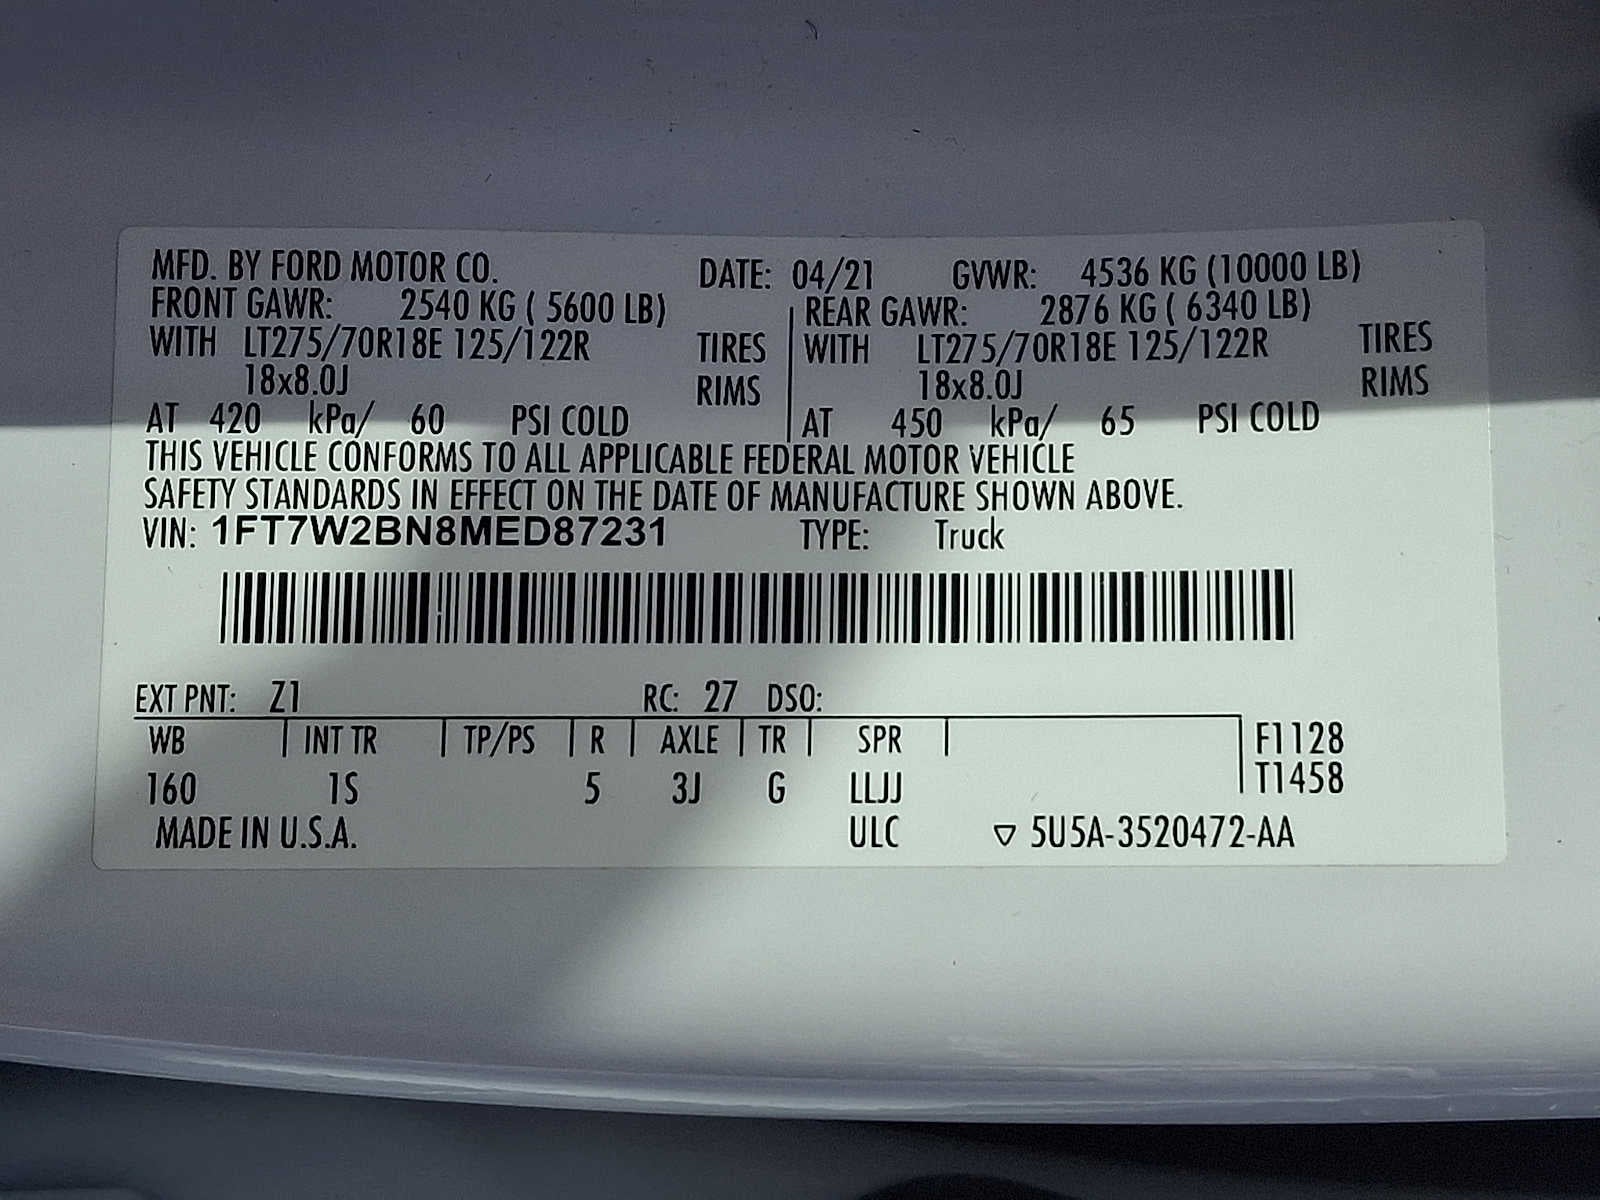 MFD. BY FORD MOTOR CO. DATE: 04/21 GVWR: 4536 KG (10000 LB)
FRONT GAWR: 2540 KG ( 5600 LB) REAR GAWR: 2876 KG ( 6340 LB)
WITH LT275/70R18E 125/122R TIRES WITH LT275/70R18E 125/122R TIRES
18x8.0J RIMS 18x8.0J RIMS
AT 420 kPa/ 60 PSI COLD AT 450 kPa/ 65 PSI COLD
THIS VEHICLE CONFORMS TO ALL APPLICABLE FEDERAL MOTOR VEHICLE
SAFETY STANDARDS IN EFFECT ON THE DATE OF MANUFACTURE SHOWN ABOVE.
VIN: 1FT7W2BN8MED87231 TYPE: Truck
EXT PNT: Z1 RC: 27 DSO:
WB INT TR TP/PS R AXLE TR SPR F1128
160 1S 5 3J G LLJJ T1458
MADE IN U.S.A. ULC ▽ 5U5A-3520472-AA